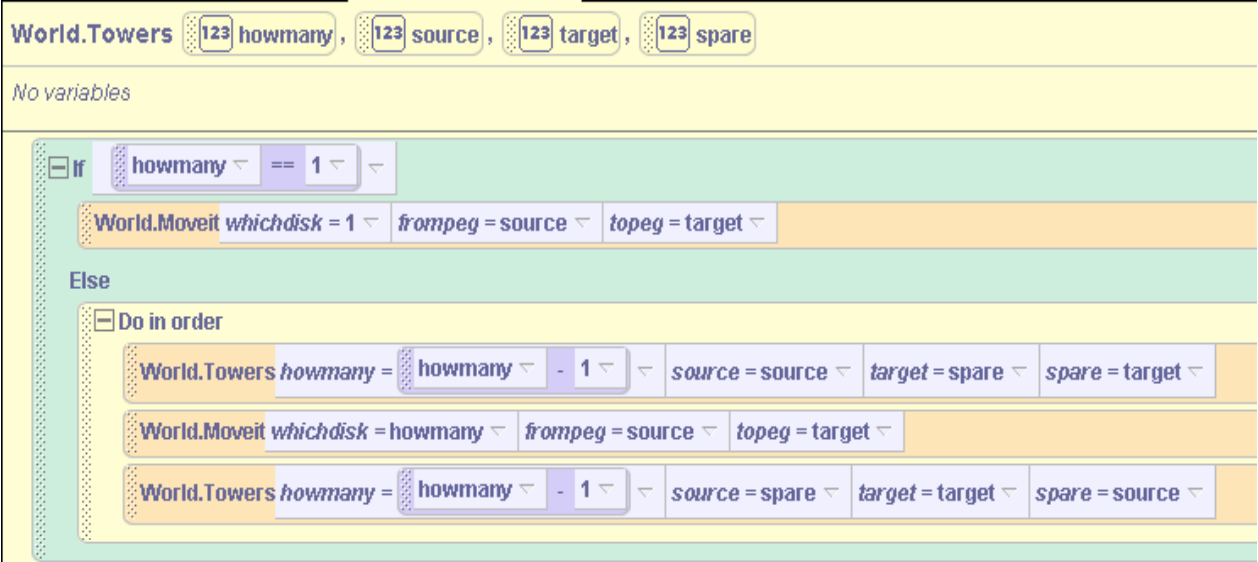 World.Towers 123 howmany, 123 source, 123 target, 123 spare
No variables
If howmany == 1
World.Moveit whichdisk = 1 frompeg = source topeg = target
Else
Do in order
World.Towers howmany = howmany - 1 source = source target = spare spare = target
World.Moveit whichdisk = howmany frompeg = source topeg = target
World.Towers howmany = howmany - 1 source = spare target = target spare = source